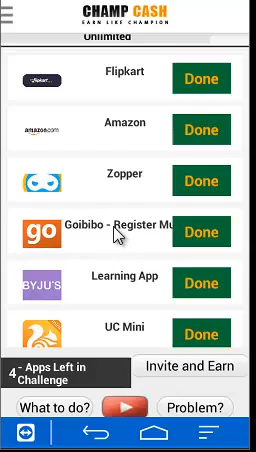 CHAMP CASH
EARN LIKE CHAMPION
Unlimited
Flipkart
Flipkart
Done
amazon.com
Amazon
Done
Zopper
Done
go
Goibibo - Register Mu
Done
BYJU'S
Learning App
Done
UC Mini
Done
4 - Apps Left in
Challenge
Invite and Earn
What to do?
Problem?